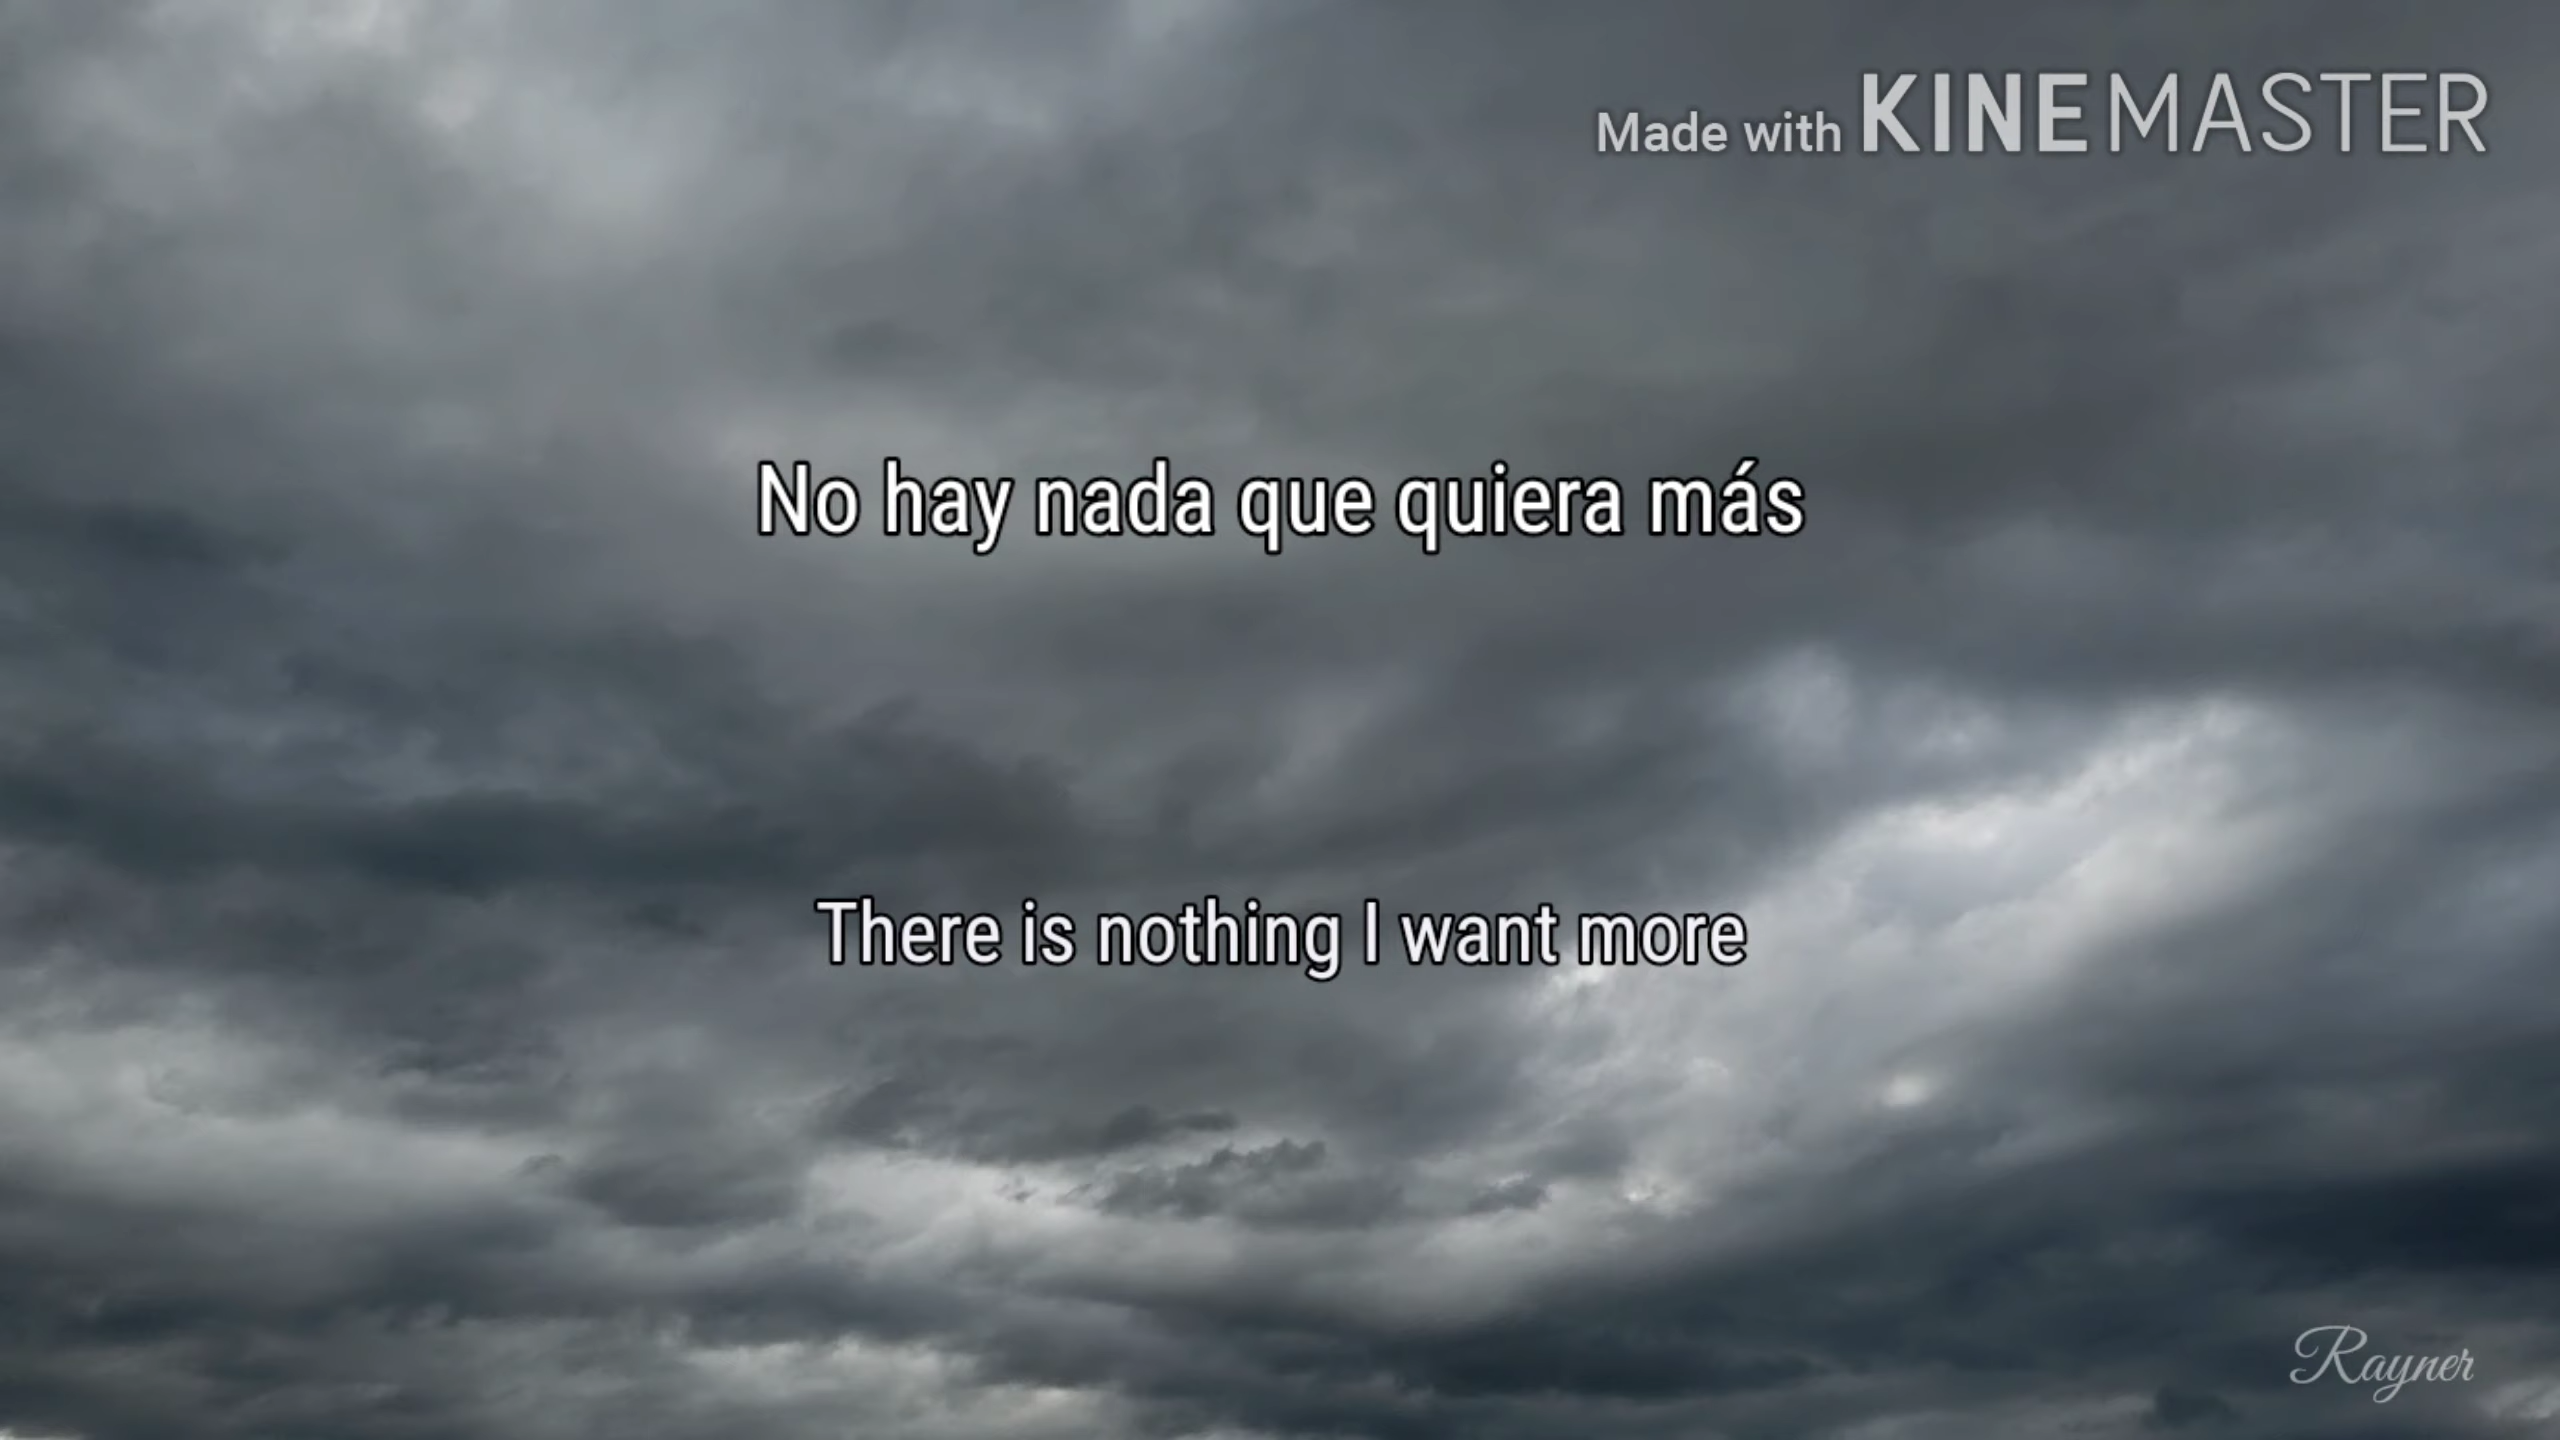 Made with KINEMASTER
No hay nada que quiera más
There is nothing I want more
Rayner